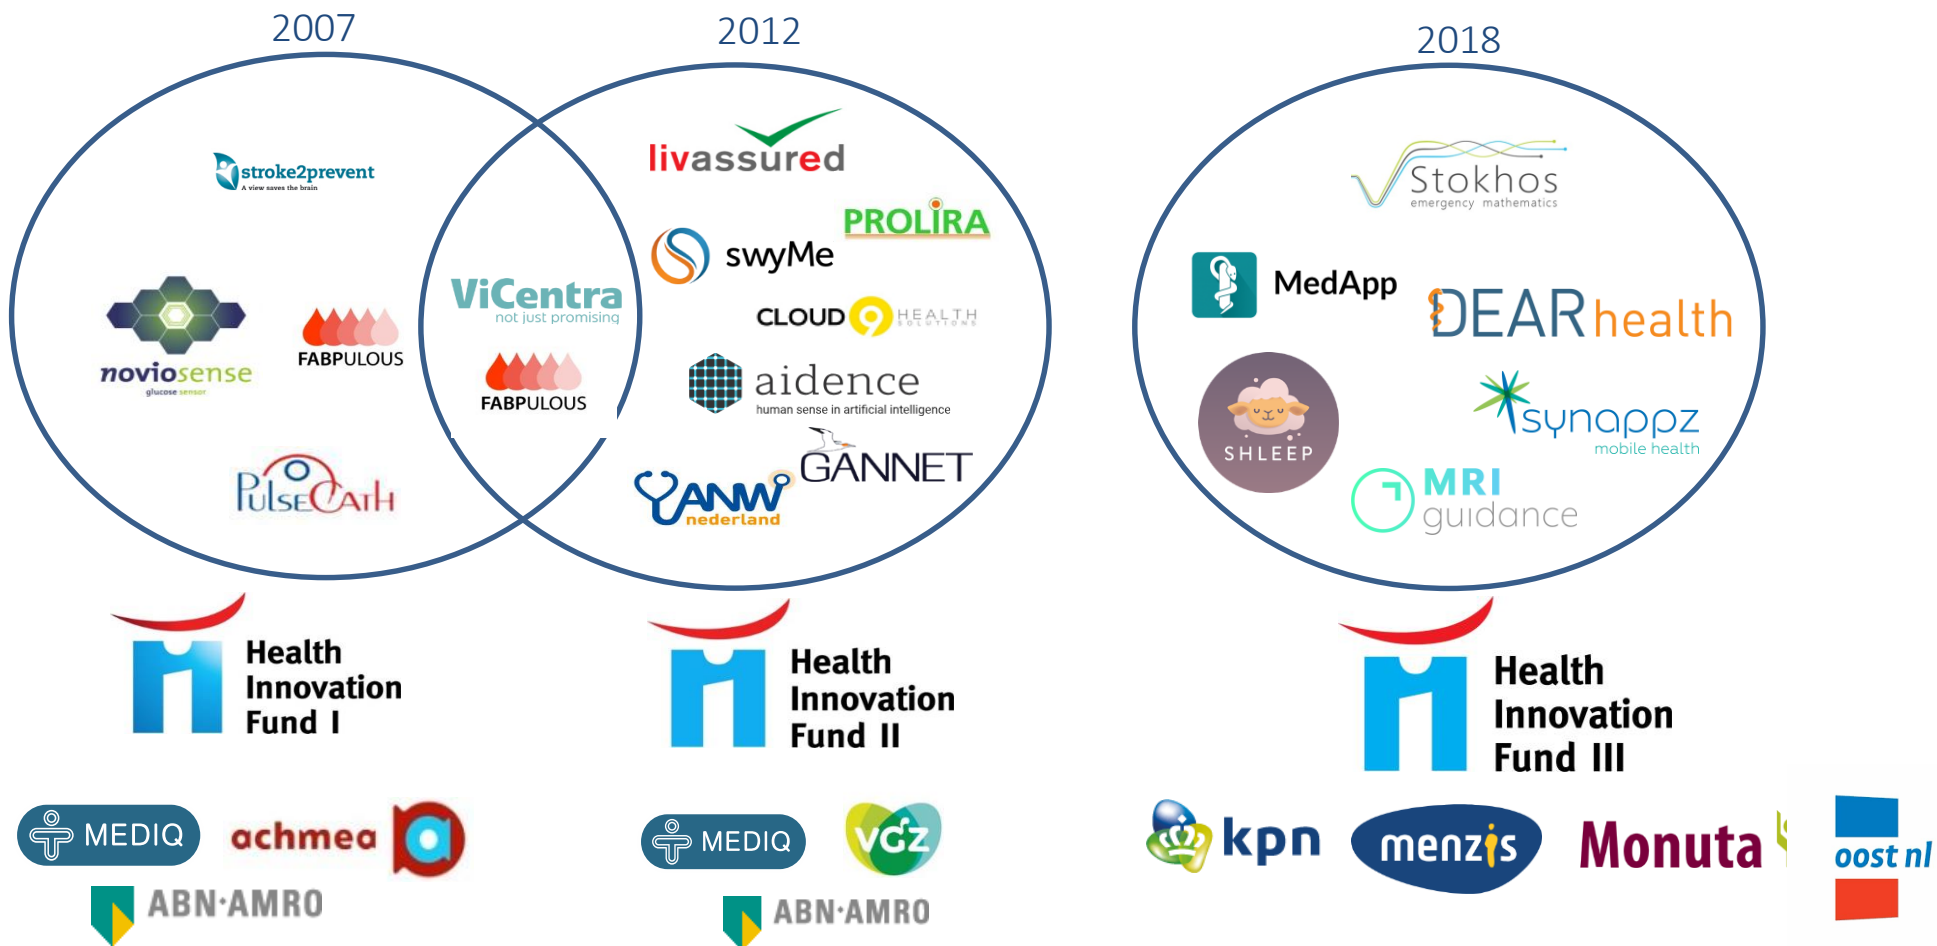 2007
2012
2018
stroke2prevent
A view saves the brain
noviosense
glucose sensor
FABPULOUS
PULSECATH
ViCentra
not just promising
FABPULOUS
livassured
PROLIRA
swyMe
CLOUD 9 HEALTH
SOLUTIONS
aidence
human sense in artificial intelligence
GANNET
ANW
nederland
Stokhos
emergency mathematics
MedApp
DEARhealth
SHLEEP
synappz
mobile health
MRI
guidance
Health
Innovation
Fund I
Health
Innovation
Fund II
Health
Innovation
Fund III
MEDIQ
achmea
ABN·AMRO
MEDIQ
vgz
ABN·AMRO
kpn
menzis
Monuta
oost nl